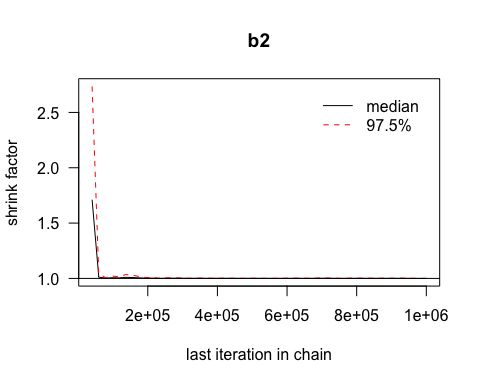 b2
median
97.5%
shrink factor
2.5
2.0
1.5
1.0
2e+05 4e+05 6e+05 8e+05 1e+06
last iteration in chain